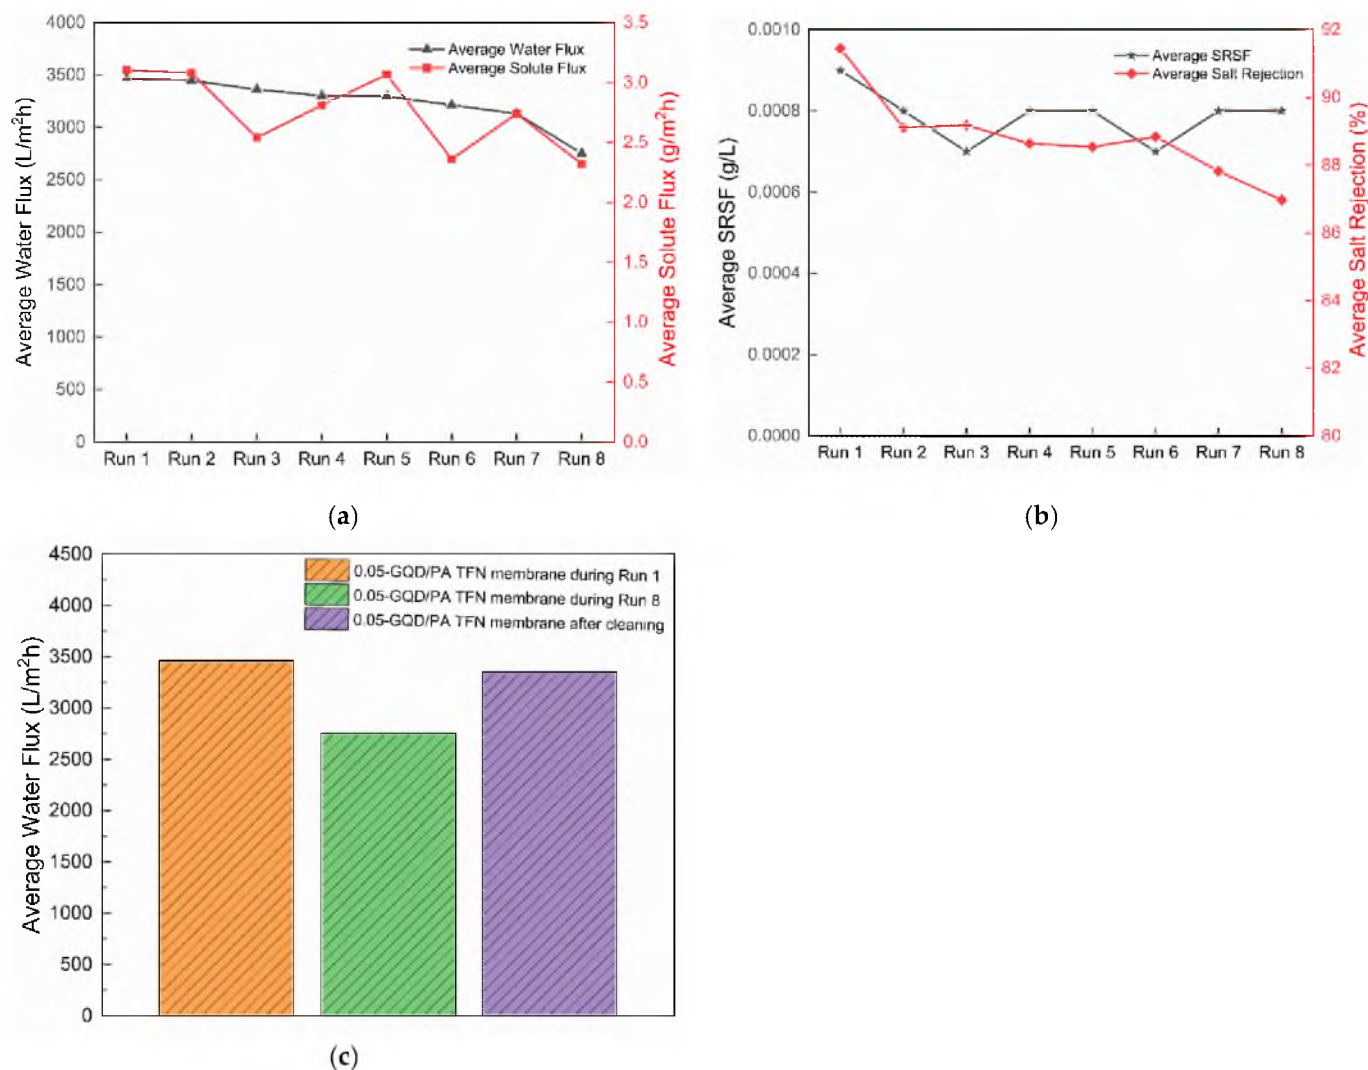 4000
3500
3000
2500
2000
1500
1000
500
0
Average Water Flux (L/m²h)
Average Water Flux
Average Solute Flux
3.5
3.0
2.5
2.0
1.5
1.0
0.5
0.0
Average Solute Flux (g/m²h)
Run 1 Run 2 Run 3 Run 4 Run 5 Run 6 Run 7 Run 8
(a)
0.0010
0.0008
0.0006
0.0004
0.0002
0.0000
Average SRSF (g/L)
Average SRSF
Average Salt Rejection
92
90
88
86
84
82
80
Average Salt Rejection (%)
Run 1 Run 2 Run 3 Run 4 Run 5 Run 6 Run 7 Run 8
(b)
4500
4000
3500
3000
2500
2000
1500
1000
500
0
Average Water Flux (L/m²h)
0.05-GQD/PA TFN membrane during Run 1
0.05-GQD/PA TFN membrane during Run 8
0.05-GQD/PA TFN membrane after cleaning
(c)